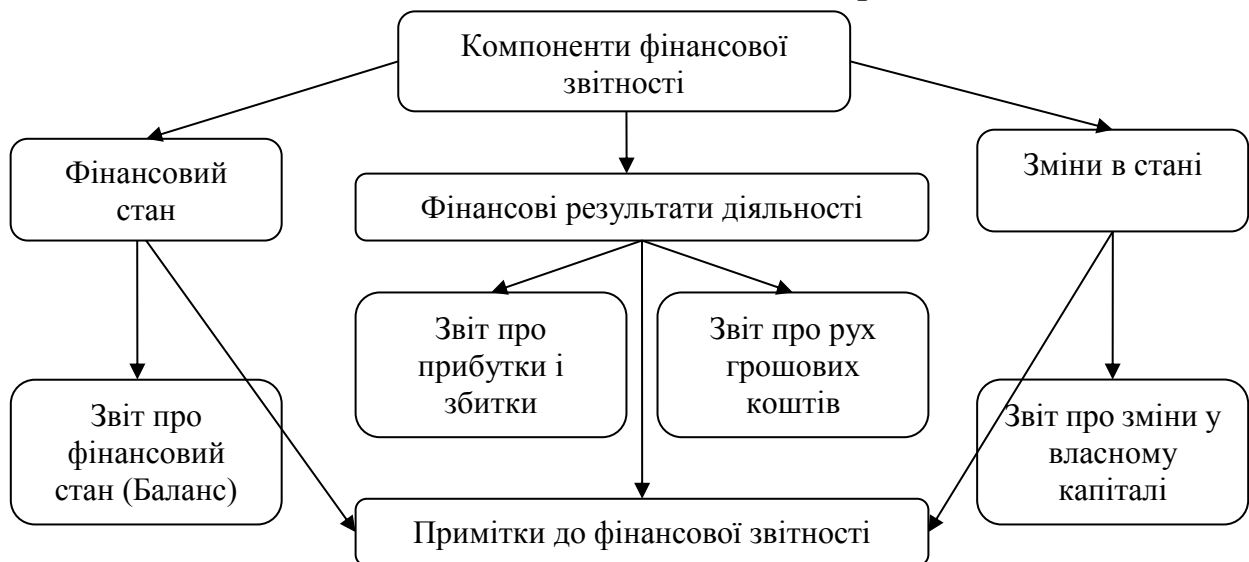 Компоненти фінансової
звітності
Фінансовий
стан
Фінансові результати діяльності
Зміни в стані
Звіт про
фінансовий
стан (Баланс)
Звіт про
прибутки і
збитки
Звіт про рух
грошових
коштів
Звіт про зміни у
власному
капіталі
Примітки до фінансової звітності